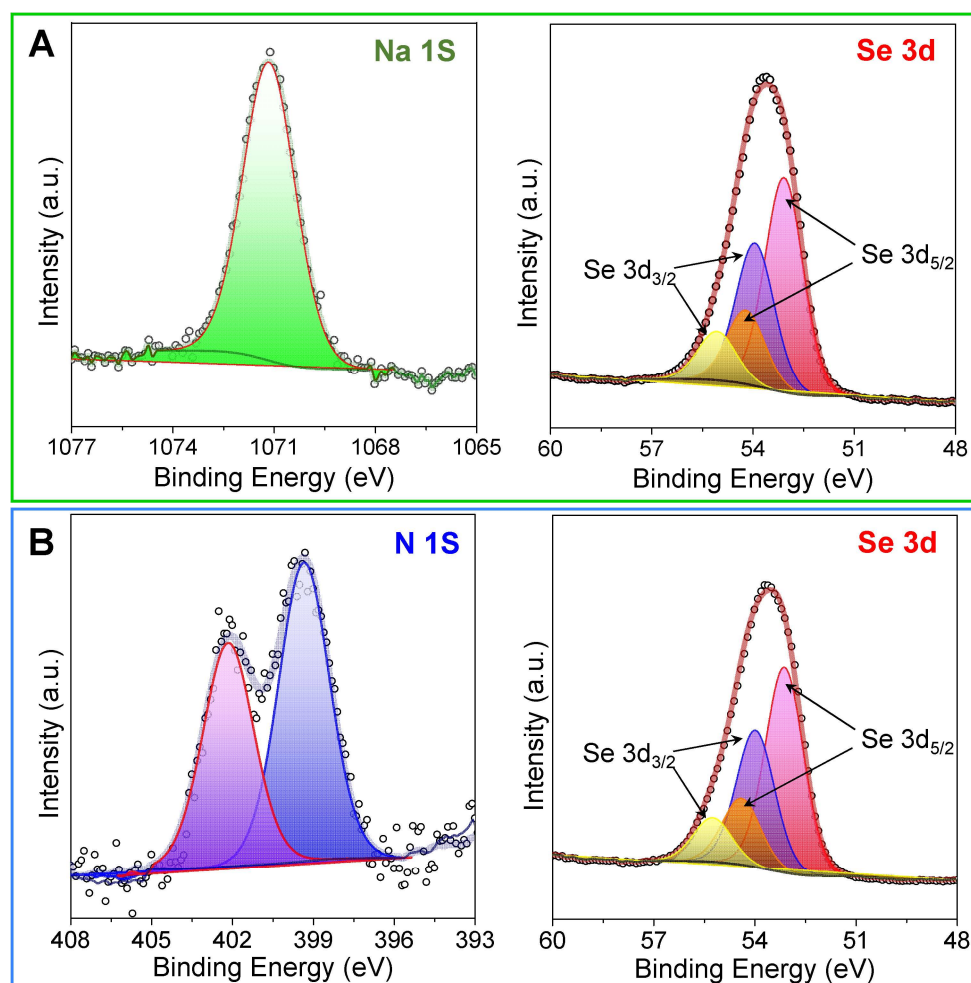 A
Na 1S
Se 3d
Intensity (a.u.)
Intensity (a.u.)
Se 3d3/2
Se 3d5/2
1077 1074 1071 1068 1065
60 57 54 51 48
Binding Energy (eV)
Binding Energy (eV)
B
N 1S
Se 3d
Intensity (a.u.)
Intensity (a.u.)
Se 3d3/2
Se 3d5/2
408 405 402 399 396 393
60 57 54 51 48
Binding Energy (eV)
Binding Energy (eV)